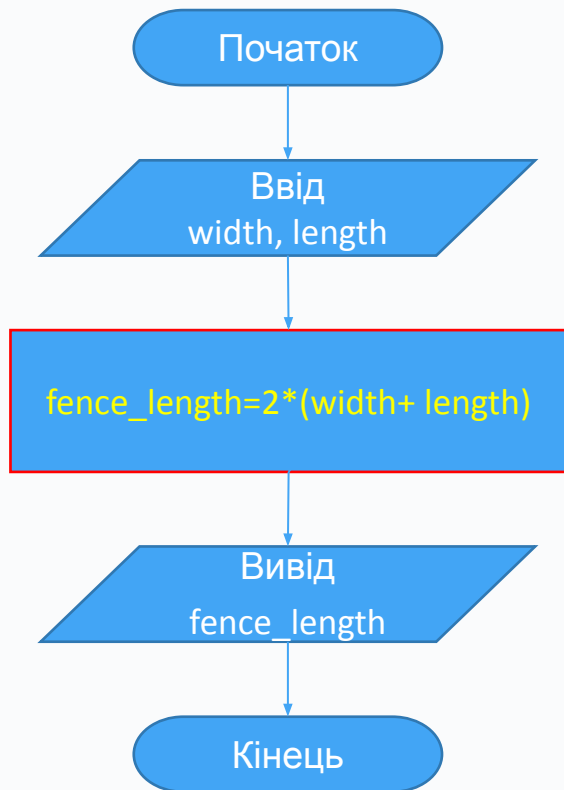 Початок
Ввід
width, length
fence_length=2*(width+ length)
Вивід
fence_length
Кінець